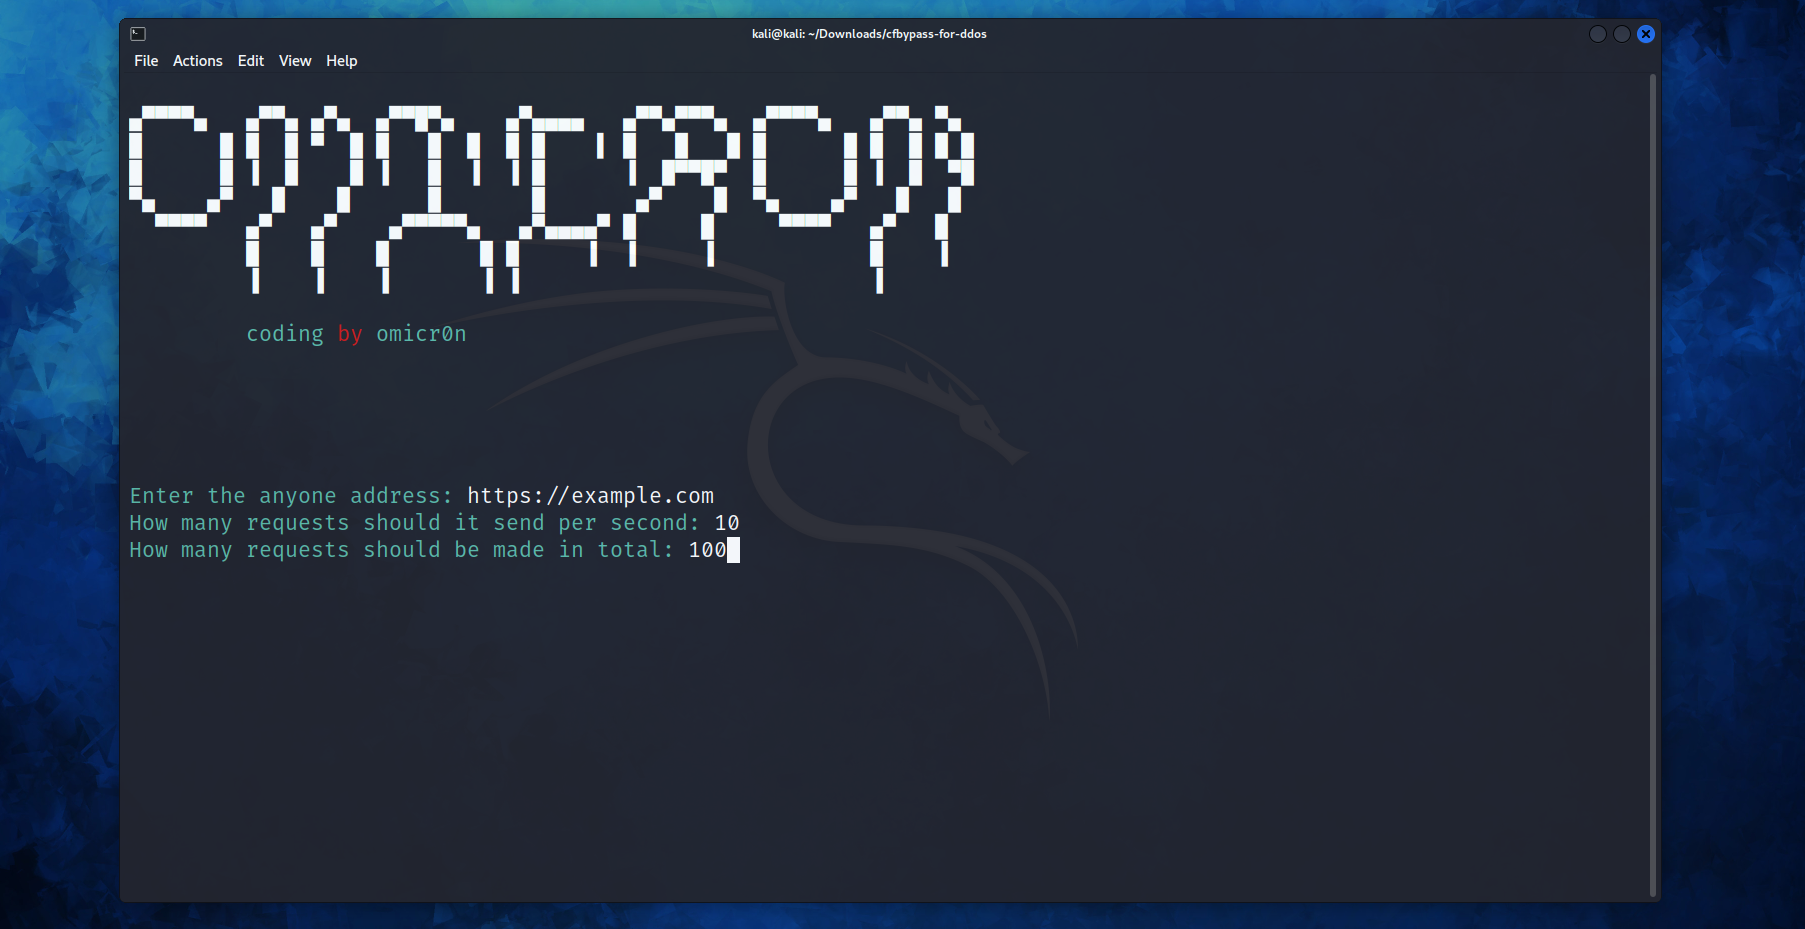 kali@kali: ~/Downloads/cfbypass-for-ddos
File Actions Edit View Help
OMICRON
coding by omicr0n
Enter the anyone address: https://example.com
How many requests should it send per second: 10
How many requests should be made in total: 100